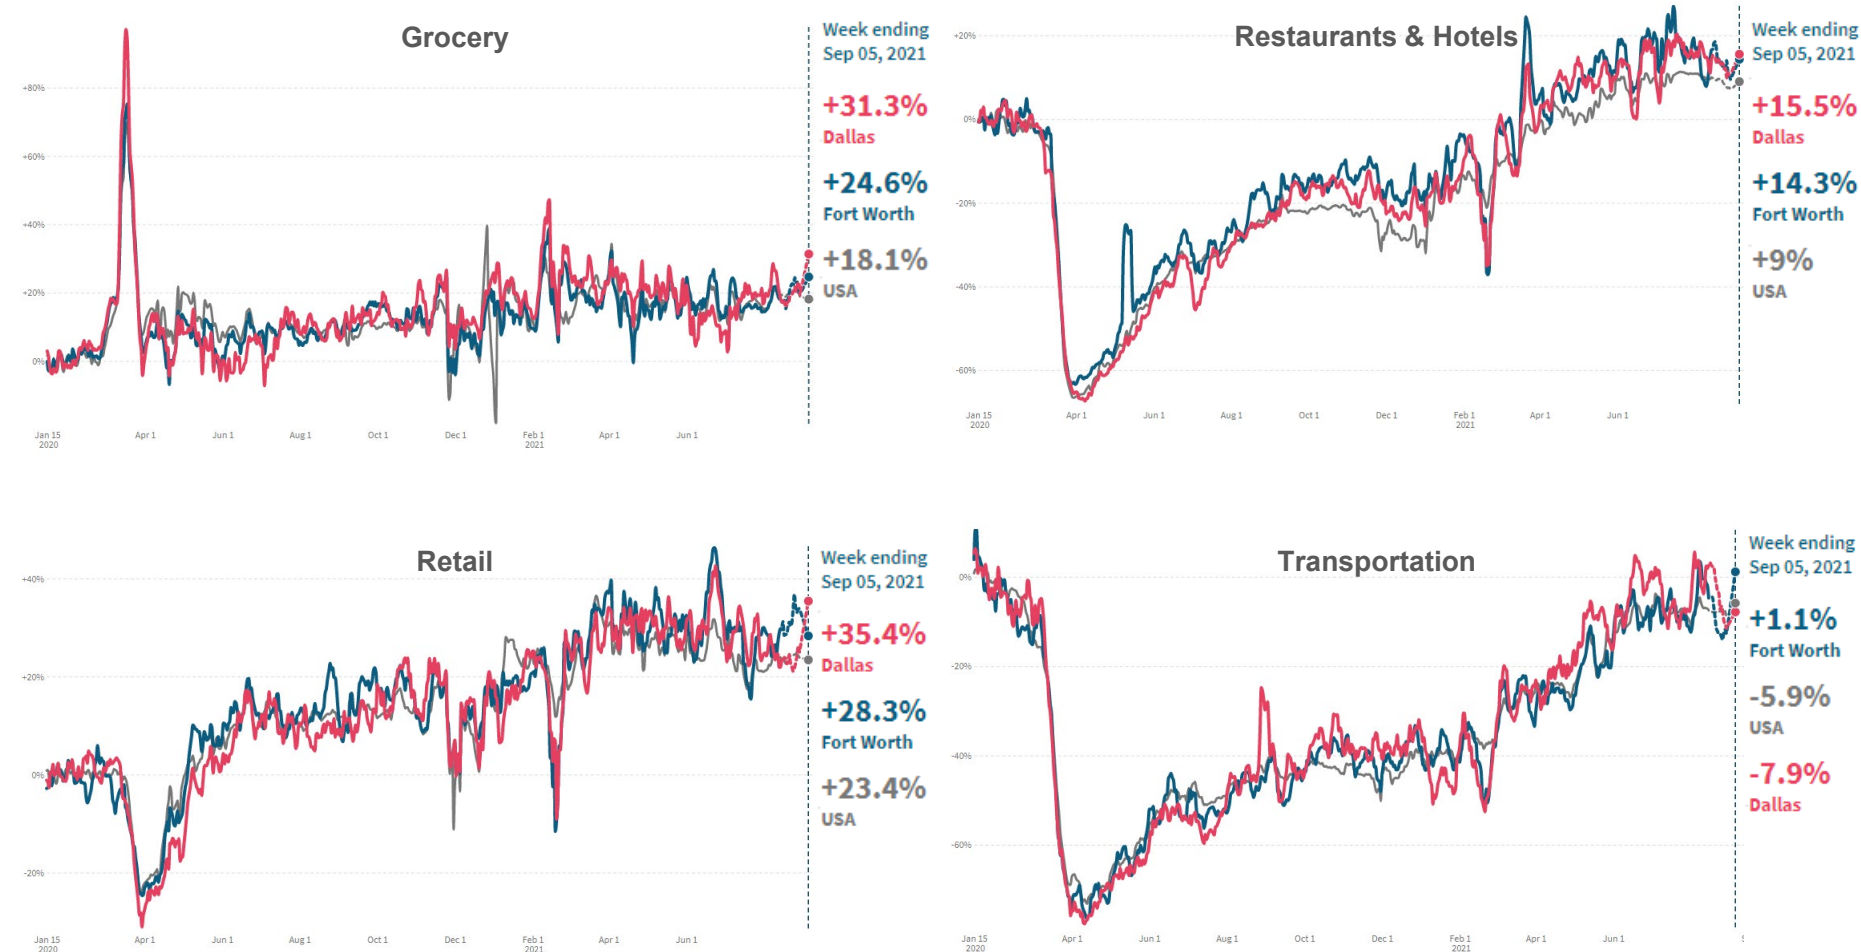 Grocery
+80%
+60%
+40%
+20%
0%
Jan 15 Apr 1 Jun 1 Aug 1 Oct 1 Dec 1 Feb 1 Apr 1 Jun 1
2020 2021
Week ending
Sep 05, 2021
+31.3%
Dallas
+24.6%
Fort Worth
+18.1%
USA
Restaurants & Hotels
+20%
0%
-20%
-40%
-60%
Jan 15 Apr 1 Jun 1 Aug 1 Oct 1 Dec 1 Feb 1 Apr 1 Jun 1
2020 2021
Week ending
Sep 05, 2021
+15.5%
Dallas
+14.3%
Fort Worth
+9%
USA
Retail
+40%
+20%
0%
-20%
Jan 15 Apr 1 Jun 1 Aug 1 Oct 1 Dec 1 Feb 1 Apr 1 Jun 1
2020 2021
Week ending
Sep 05, 2021
+35.4%
Dallas
+28.3%
Fort Worth
+23.4%
USA
Transportation
0%
-20%
-40%
-60%
Jan 15 Apr 1 Jun 1 Aug 1 Oct 1 Dec 1 Feb 1 Apr 1 Jun 1
2020 2021
Week ending
Sep 05, 2021
+1.1%
Fort Worth
-5.9%
USA
-7.9%
Dallas